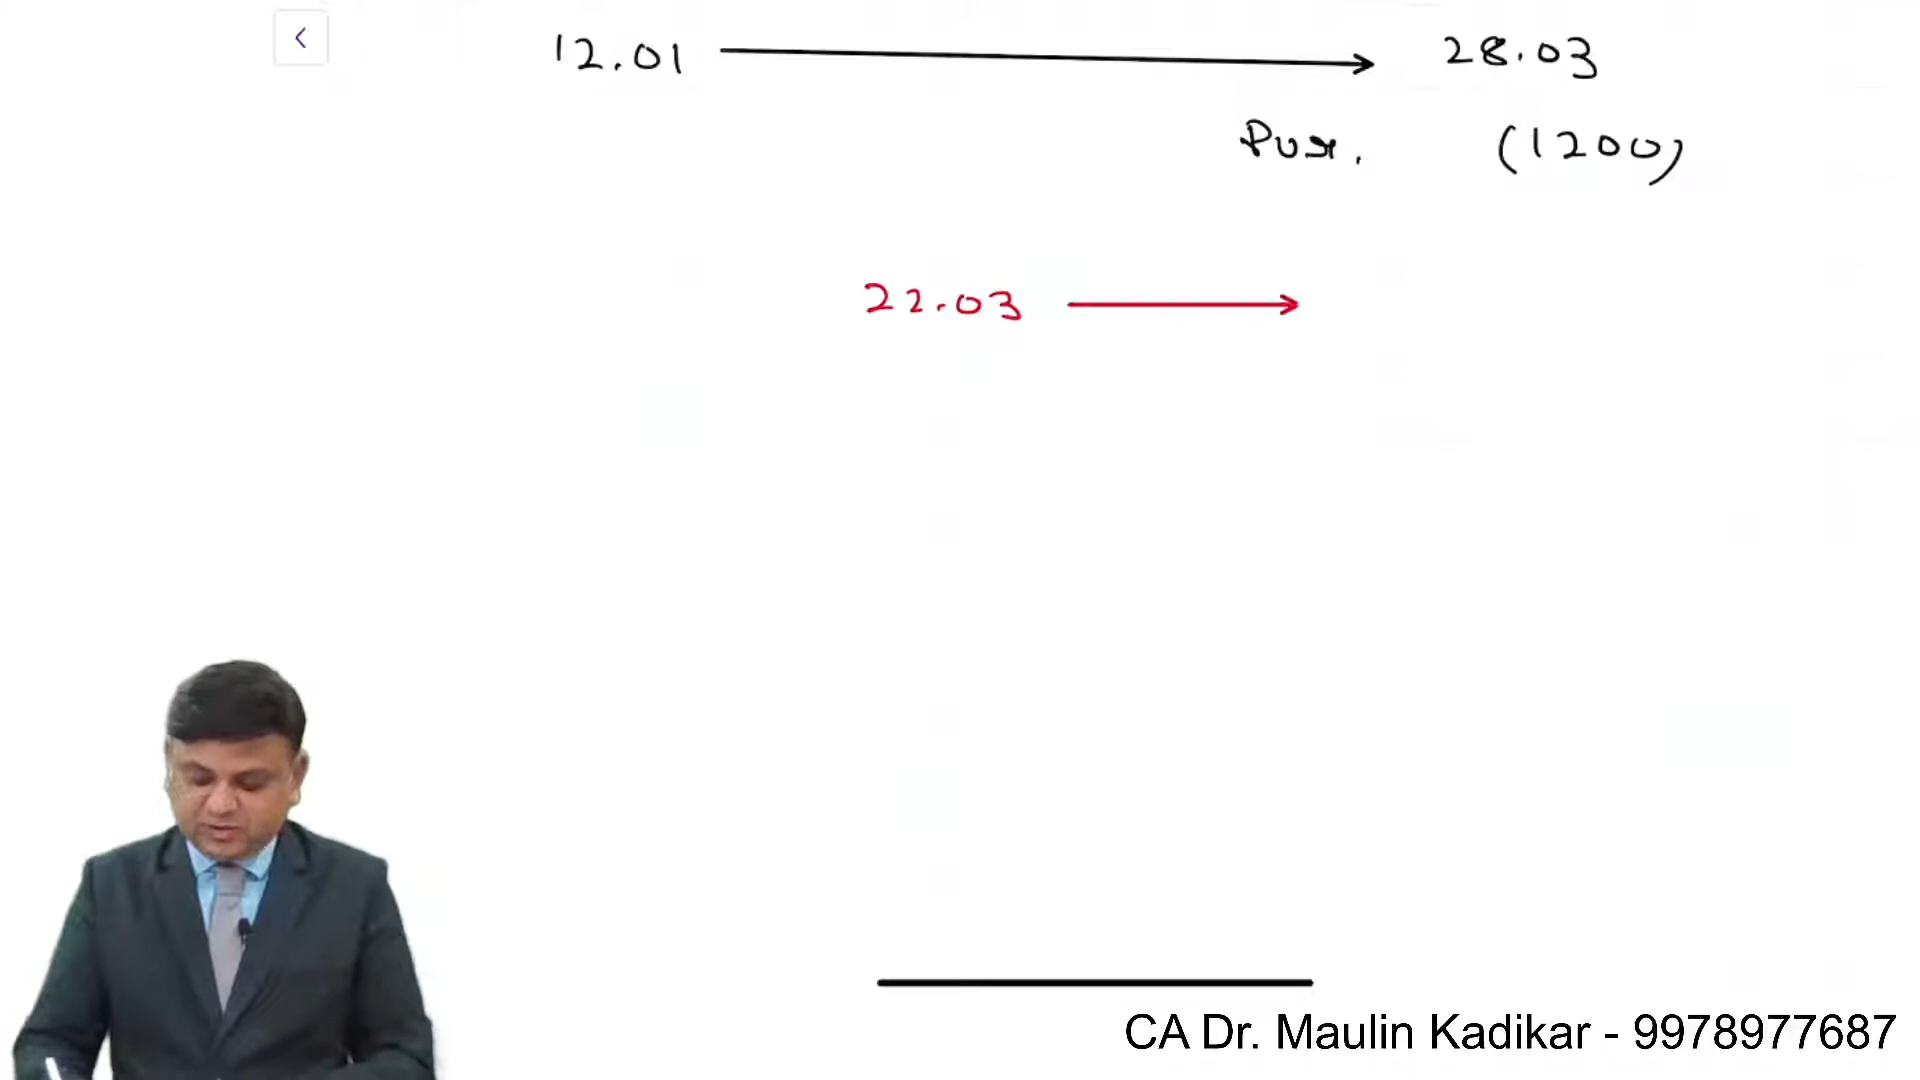 12.01 → 28.03
Pur. (1200)
22.03 →
CA Dr. Maulin Kadikar - 9978977687